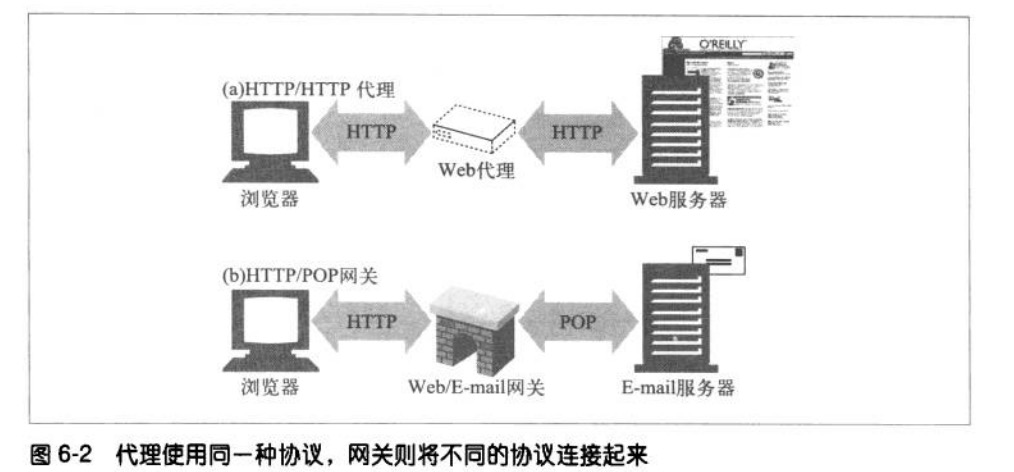 O'REILLY
(a)HTTP/HTTP 代理
HTTP
HTTP
Web代理
浏览器
Web服务器
(b)HTTP/POP网关
HTTP
POP
浏览器
Web/E-mail网关
E-mail服务器
图 6-2 代理使用同一种协议，网关则将不同的协议连接起来